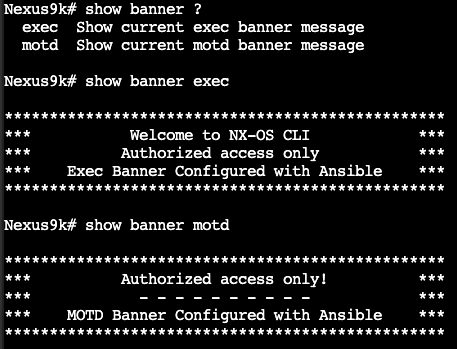 Nexus9k# show banner ?
  exec  Show current exec banner message
  motd  Show current motd banner message
Nexus9k# show banner exec
*************************************************
***           Welcome to NX-OS CLI            ***
***          Authorized access only           ***
***    Exec Banner Configured with Ansible    ***
*************************************************
Nexus9k# show banner motd
*************************************************
***          Authorized access only!          ***
***            - - - - - - - - - -            ***
***    MOTD Banner Configured with Ansible    ***
*************************************************